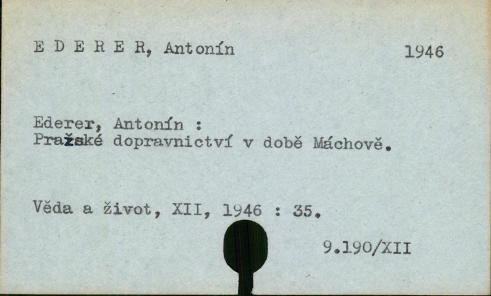 E D E R E R, Antonín 1946
Ederer, Antonín :
Pražské dopravnictví v době Máchově.
Věda a život, XII, 1946 : 35.
9.190/XII